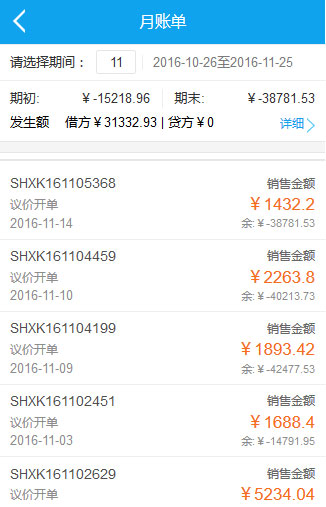 月账单
请选择期间： 11 2016-10-26至2016-11-25
期初: ￥-15218.96 期末: ￥-38781.53
发生额 借方￥31332.93 | 贷方￥0 详细
SHXK161105368 销售金额
议价开单 ￥1432.2
2016-11-14 余:￥-38781.53
SHXK161104459 销售金额
议价开单 ￥2263.8
2016-11-10 余:￥-40213.73
SHXK161104199 销售金额
议价开单 ￥1893.42
2016-11-09 余:￥-42477.53
SHXK161102451 销售金额
议价开单 ￥1688.4
2016-11-03 余:￥-14791.95
SHXK161102629 销售金额
议价开单 ￥5234.04